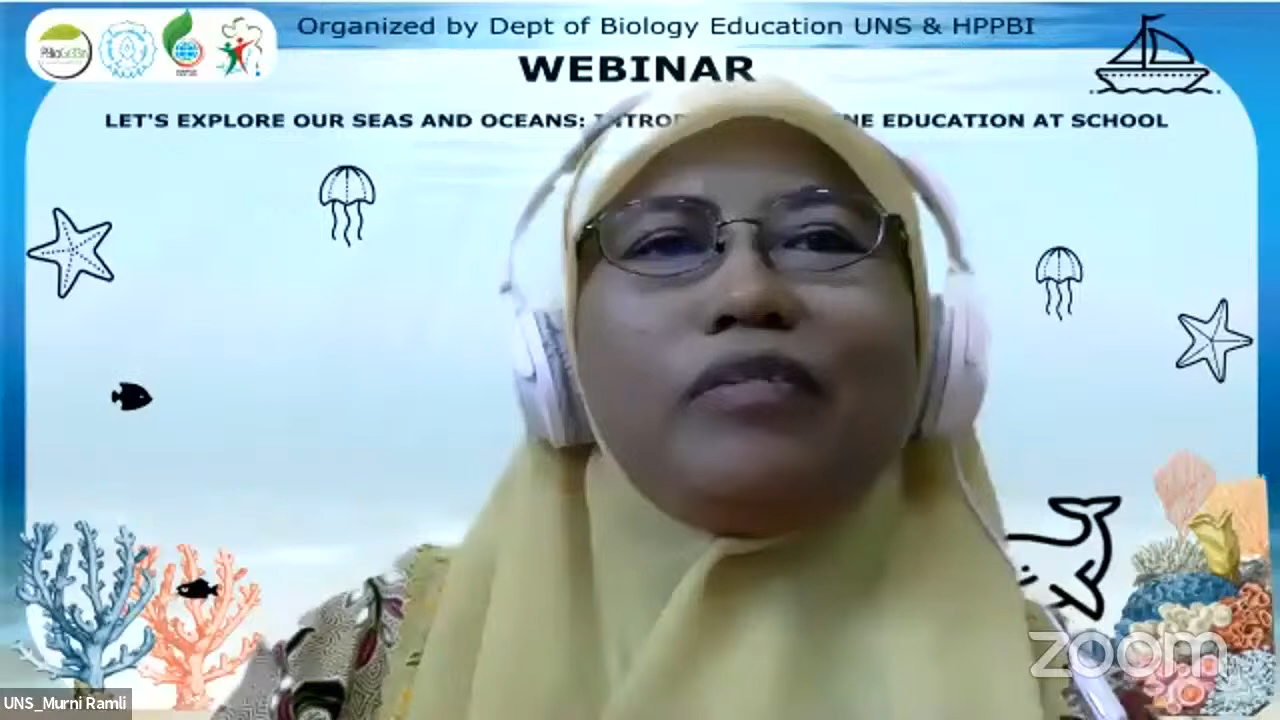 Organized by Dept of Biology Education UNS & HPPBI
WEBINAR
LET'S EXPLORE OUR SEAS AND OCEANS: NE EDUCATION AT SCHOOL
zoom
UNS_Murni Ramli